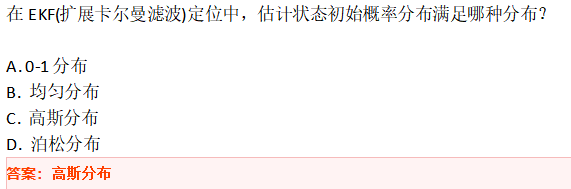 在 EKF(扩展卡尔曼滤波)定位中，估计状态初始概率分布满足哪种分布？
A.0-1 分布
B. 均匀分布
C. 高斯分布
D. 泊松分布
答案：高斯分布